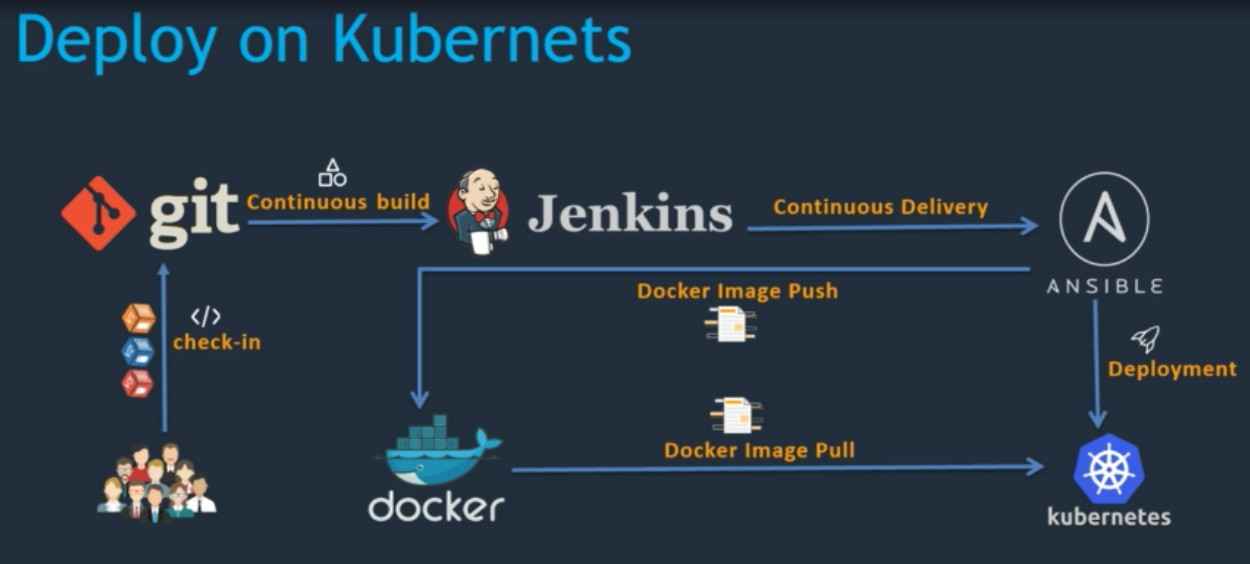 Deploy on Kubernets
git
Continuous build
Jenkins
Continuous Delivery
ANSIBLE
Docker Image Push
</>
check-in
Deployment
Docker Image Pull
docker
kubernetes